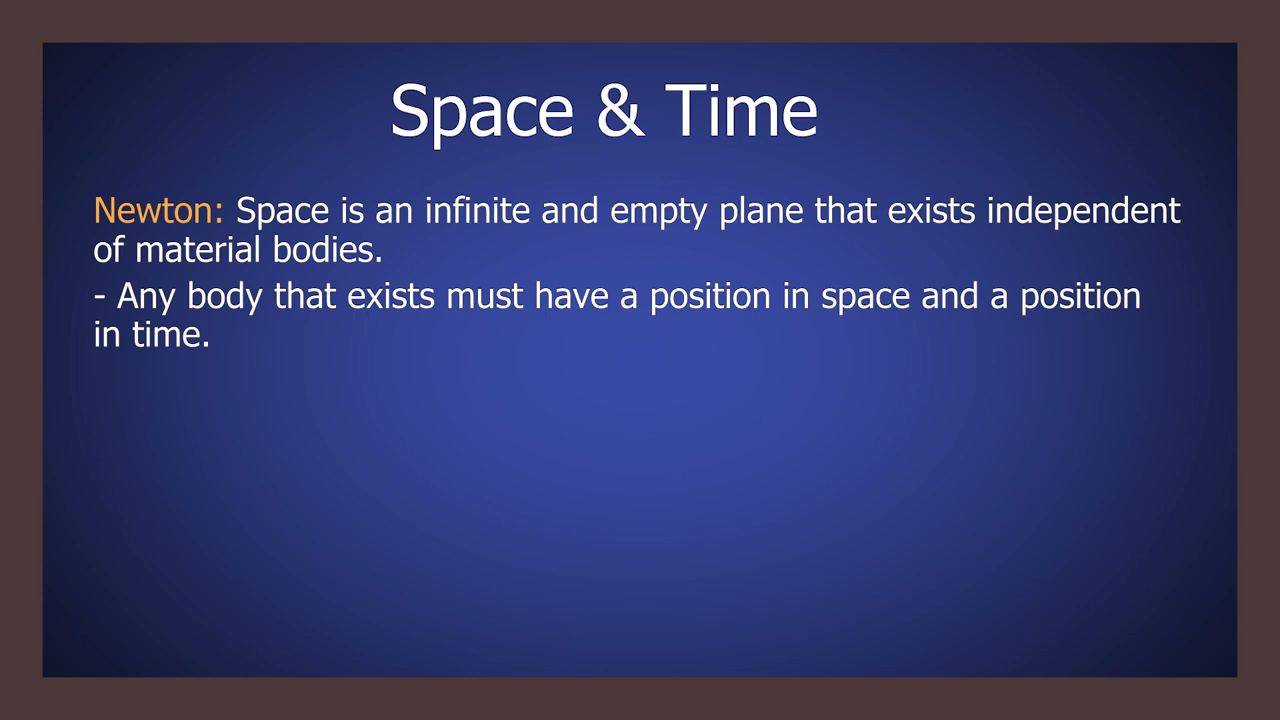 Space & Time
Newton: Space is an infinite and empty plane that exists independent
of material bodies.
- Any body that exists must have a position in space and a position
in time.